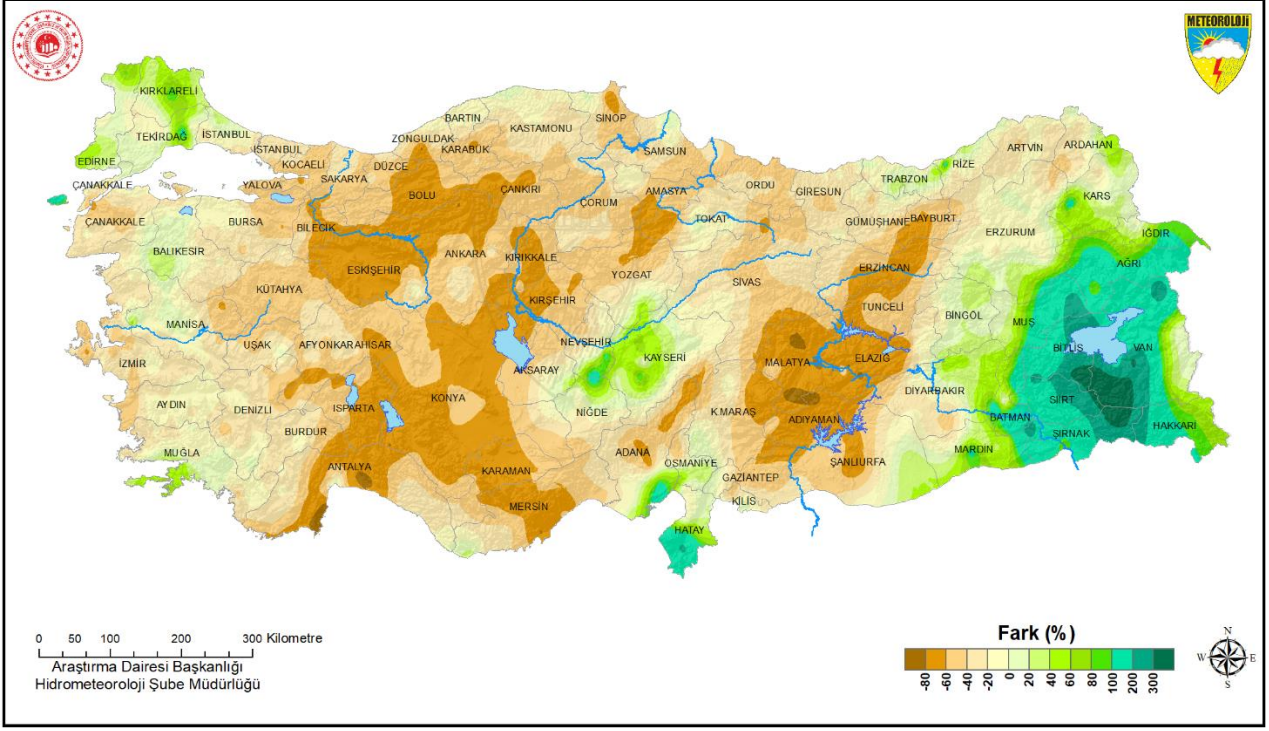 METEOROLOJİ
KIRKLARELİ
TEKİRDAĞ
İSTANBUL
EDİRNE
İSTANBUL
KOCAELİ
ÇANAKKALE
YALOVA
SAKARYA
DÜZCE
ZONGULDAK
BARTIN
KARABÜK
KASTAMONU
SİNOP
SAMSUN
ÇANAKKALE
BURSA
BİLECİK
BOLU
ÇANKIRI
ÇORUM
AMASYA
ORDU
GİRESUN
TRABZON
RİZE
ARTVİN
ARDAHAN
KARS
BALIKESİR
ESKİŞEHİR
ANKARA
KIRIKKALE
TOKAT
GÜMÜŞHANE
BAYBURT
ERZURUM
IĞDIR
AĞRI
KÜTAHYA
YOZGAT
SİVAS
ERZİNCAN
KIRŞEHİR
TUNCELİ
BİNGÖL
MUŞ
MANİSA
UŞAK
AFYONKARAHİSAR
NEVŞEHİR
KAYSERİ
BİTLİS
VAN
İZMİR
AKSARAY
MALATYA
ELAZIĞ
DİYARBAKIR
AYDIN
DENİZLİ
ISPARTA
KONYA
NİĞDE
K.MARAŞ
ADIYAMAN
BATMAN
SİİRT
BURDUR
ŞIRNAK
HAKKARİ
MUĞLA
ANTALYA
KARAMAN
ADANA
OSMANİYE
GAZİANTEP
ŞANLIURFA
MARDİN
KİLİS
MERSİN
HATAY
0 50 100 200 300 Kilometre
Araştırma Dairesi Başkanlığı
Hidrometeoroloji Şube Müdürlüğü
Fark (%)
-80 -60 -40 -20 0 20 40 60 80 100 200 300
N
W E
S